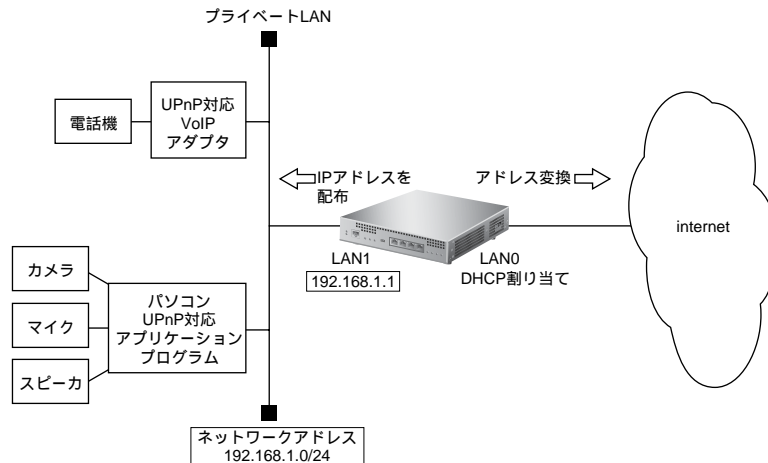 プライベートLAN
電話機
UPnP対応
VoIP
アダプタ
IPアドレスを
配布
アドレス変換
internet
LAN1
192.168.1.1
LAN0
DHCP割り当て
カメラ
マイク
スピーカ
パソコン
UPnP対応
アプリケーション
プログラム
ネットワークアドレス
192.168.1.0/24